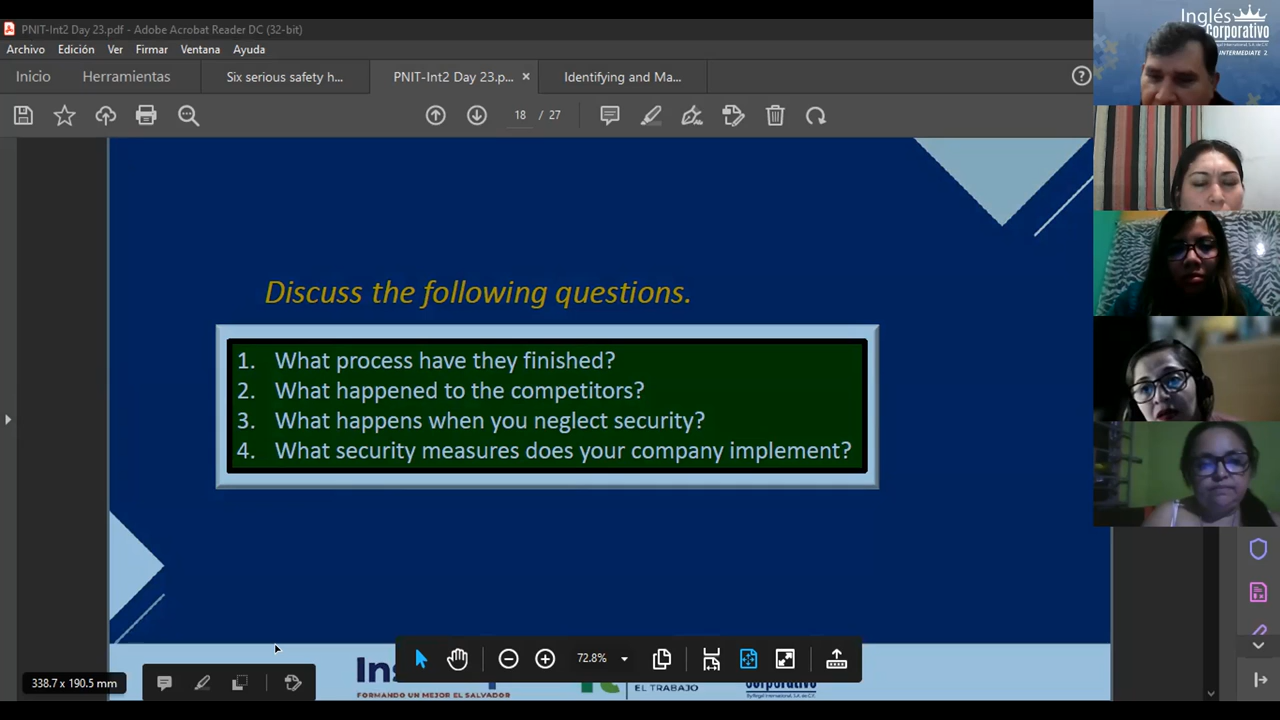 PNIT-Int2 Day 23.pdf - Adobe Acrobat Reader DC (32-bit)
Archivo Edición Ver Firmar Ventana Ayuda
Inicio Herramientas Six serious safety h... PNIT-Int2 Day 23.p... × Identifying and Ma...
18 / 27
Inglés
Corporativo
INTERMEDIATE 2
Discuss the following questions.
1. What process have they finished?
2. What happened to the competitors?
3. What happens when you neglect security?
4. What security measures does your company implement?
72.8%
338.7 x 190.5 mm
Ins
FORMANDO UN MEJOR EL SALVADOR
EL TRABAJO
Corporativo